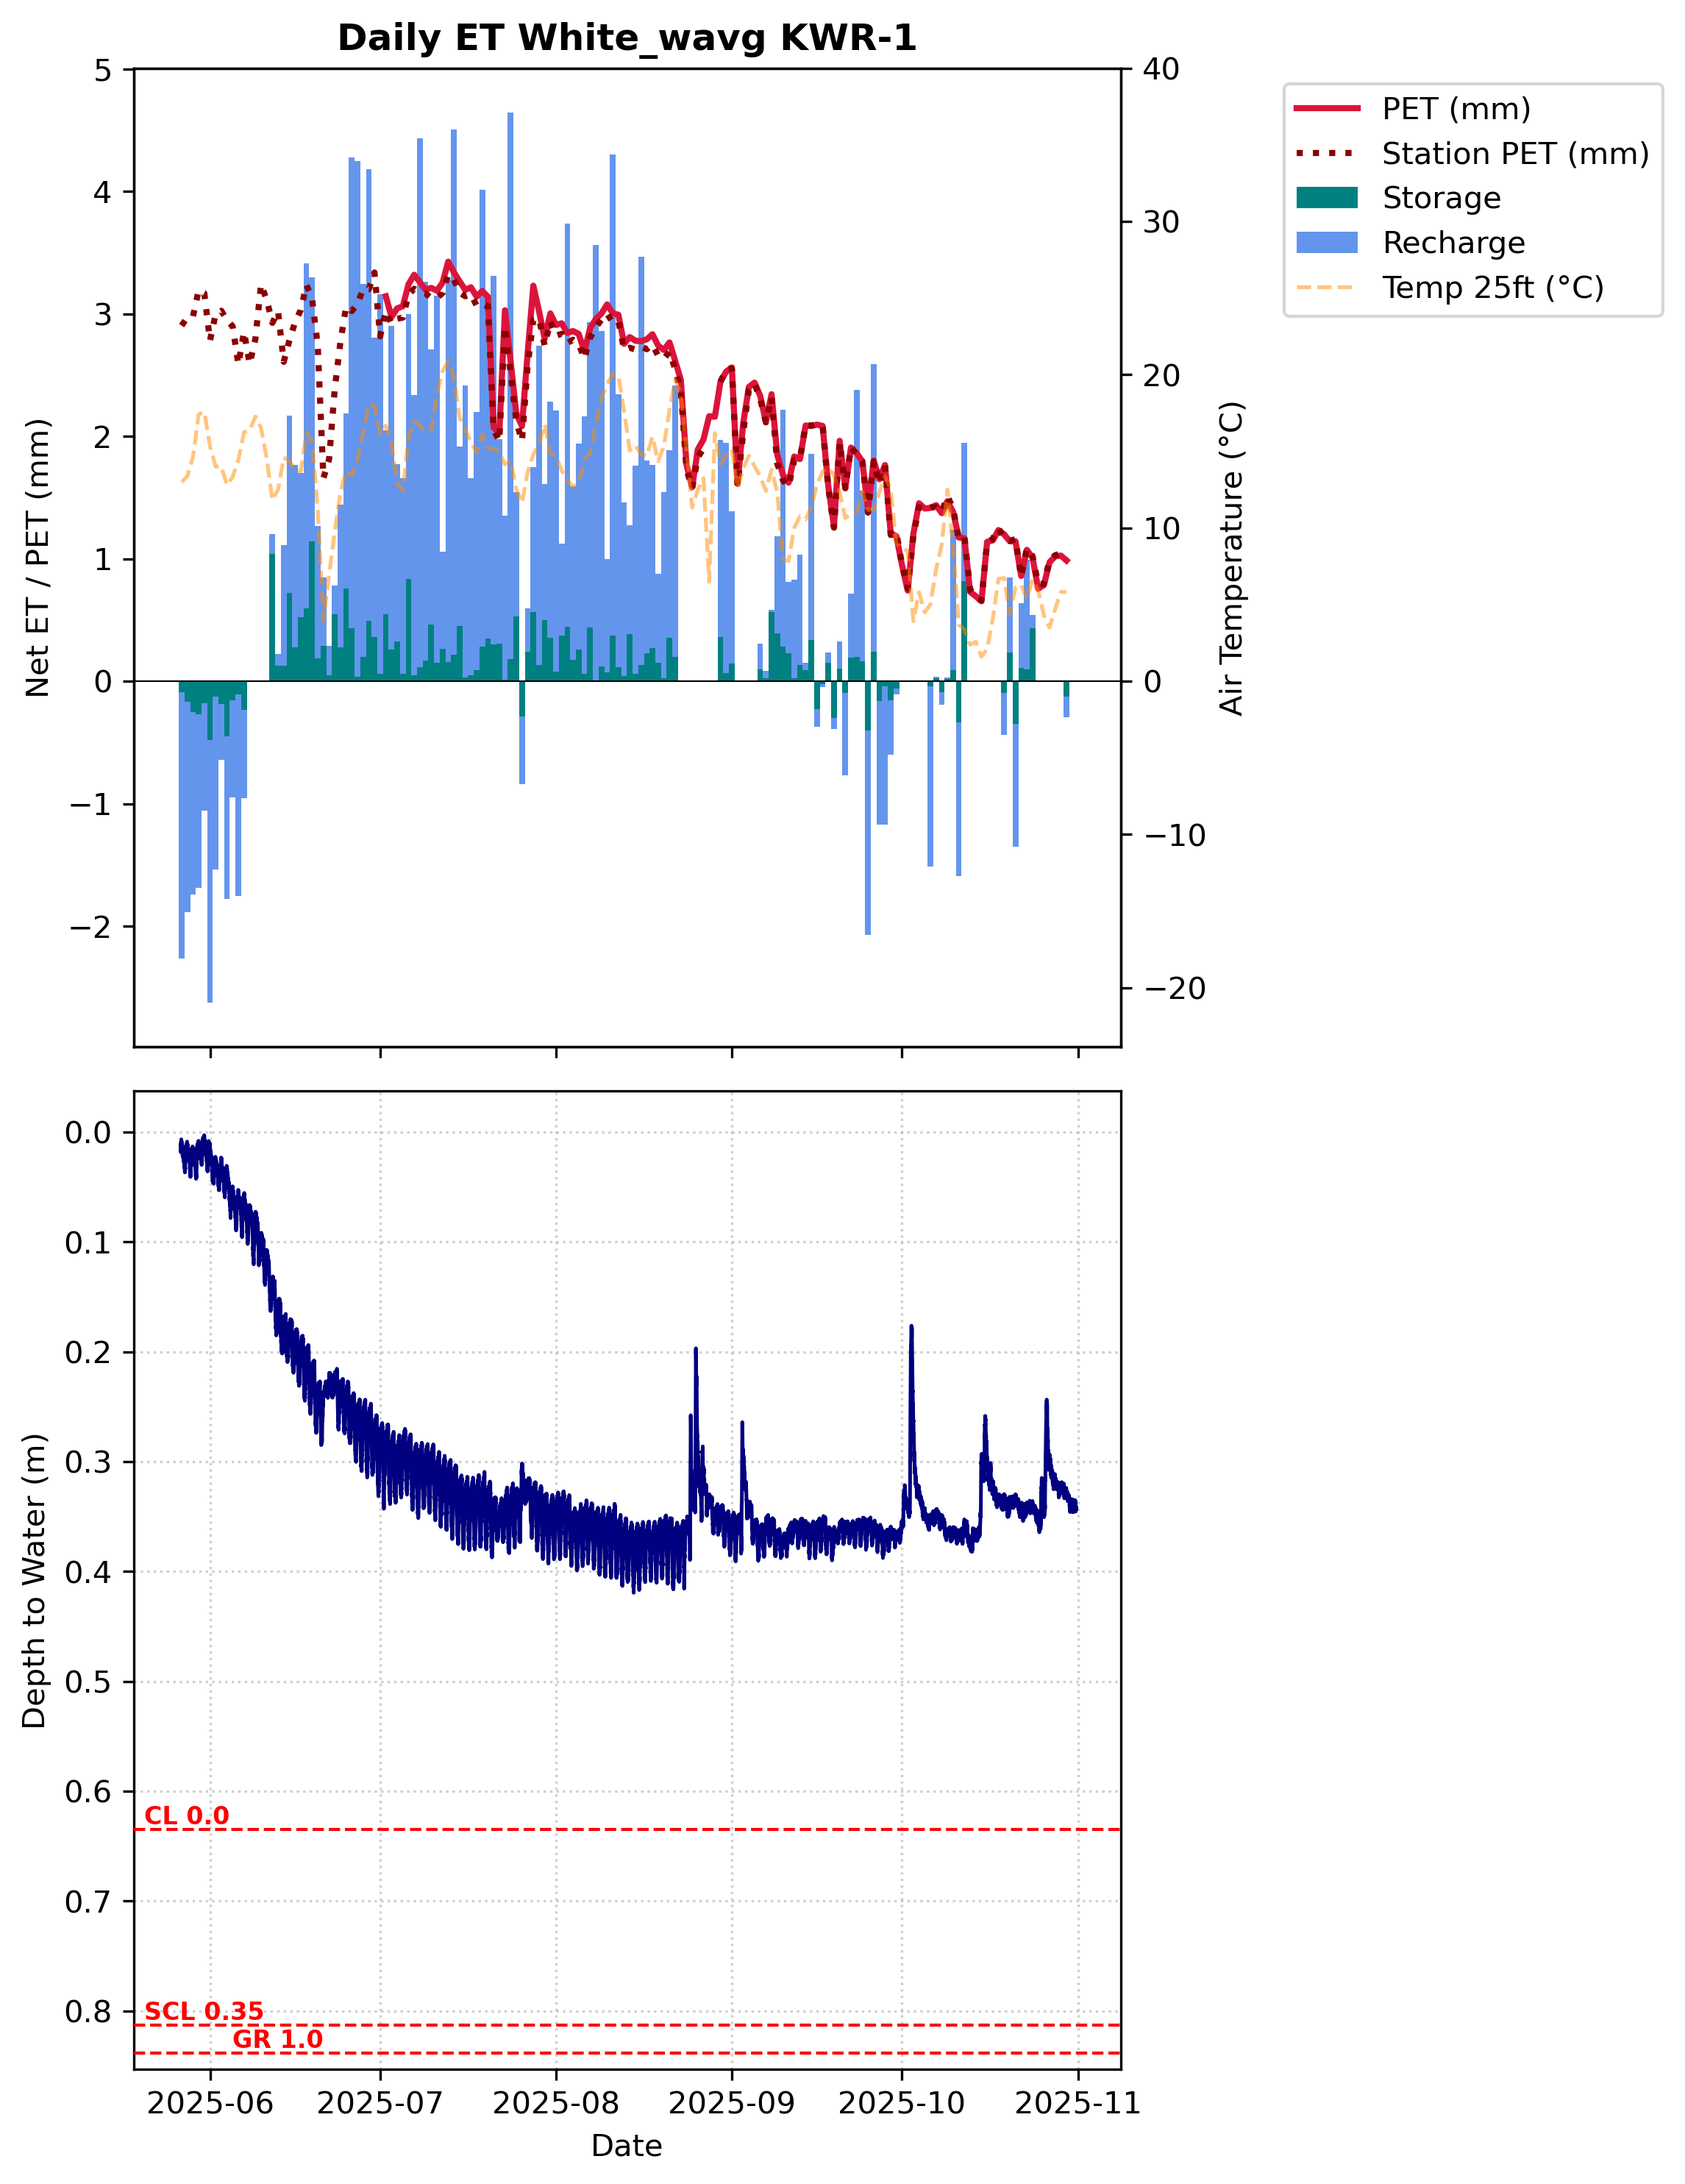 Daily ET White_wavg KWR-1
5
4
3
2
1
0
−1
−2
Net ET / PET (mm)
40
30
20
10
0
−10
−20
Air Temperature (°C)
PET (mm)
Station PET (mm)
Storage
Recharge
Temp 25ft (°C)
0.0
0.1
0.2
0.3
0.4
0.5
0.6
0.7
0.8
Depth to Water (m)
CL 0.0
SCL 0.35
GR 1.0
2025-06 2025-07 2025-08 2025-09 2025-10 2025-11
Date